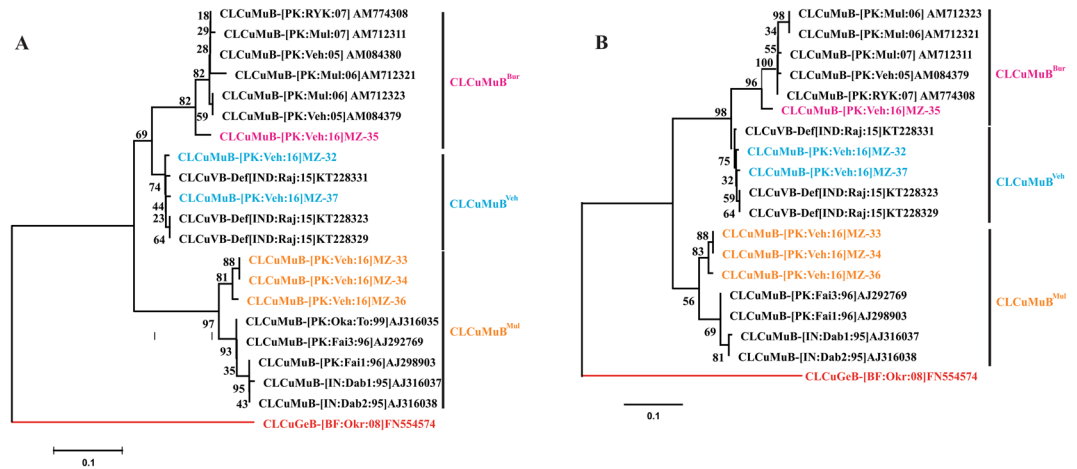 A
18
CLCuMuB-[PK:RYK:07] AM774308
29
CLCuMuB-[PK:Mul:07] AM712311
28
CLCuMuB-[PK:Veh:05] AM084380
82
CLCuMuB-[PK:Mul:06]AM712321
CLCuMuB-[PK:Mul:06] AM712323
82
59
CLCuMuB-[PK:Veh:05]AM084379
69
CLCuMuB-[PK:Veh:16]MZ-35
CLCuMuB-[PK:Veh:16]MZ-32
74
CLCuVB-Def[IND:Raj:15]KT228331
CLCuMuB-[PK:Veh:16]MZ-37
44
23
CLCuVB-Def[IND:Raj:15]KT228323
64
CLCuVB-Def[IND:Raj:15]KT228329
88
CLCuMuB-[PK:Veh:16]MZ-33
81
CLCuMuB-[PK:Veh:16]MZ-34
CLCuMuB-[PK:Veh:16]MZ-36
97
CLCuMuB-[PK:Oka:To:99]AJ316035
CLCuMuB-[PK:Fai3:96]AJ292769
93
35
CLCuMuB-[PK:Fai1:96]AJ298903
95
CLCuMuB-[IN:Dab1:95]AJ316037
43
CLCuMuB-[IN:Dab2:95]AJ316038
CLCuGeB-[BF:Okr:08]FN554574
CLCuMuB Bur
CLCuMuB Veh
CLCuMuB Mul
0.1
B
98
CLCuMuB-[PK:Mul:06] AM712323
34
CLCuMuB-[PK:Mul:06] AM712321
55
CLCuMuB-[PK:Mul:07] AM712311
100
CLCuMuB-[PK:Veh:05]AM084379
96
CLCuMuB-[PK:RYK:07] AM774308
CLCuMuB-[PK:Veh:16]MZ-35
98
CLCuVB-Def[IND:Raj:15]KT228331
CLCuMuB-[PK:Veh:16]MZ-32
75
CLCuMuB-[PK:Veh:16]MZ-37
32
CLCuVB-Def[IND:Raj:15]KT228323
59
64
CLCuVB-Def[IND:Raj:15]KT228329
88
CLCuMuB-[PK:Veh:16]MZ-33
83
CLCuMuB-[PK:Veh:16]MZ-34
CLCuMuB-[PK:Veh:16]MZ-36
56
CLCuMuB-[PK:Fai3:96]AJ292769
CLCuMuB-[PK:Fai1:96]AJ298903
69
CLCuMuB-[IN:Dab1:95]AJ316037
81
CLCuMuB-[IN:Dab2:95]AJ316038
CLCuGeB-[BF:Okr:08]FN554574
CLCuMuB Bur
CLCuMuB Veh
CLCuMuB Mul
0.1